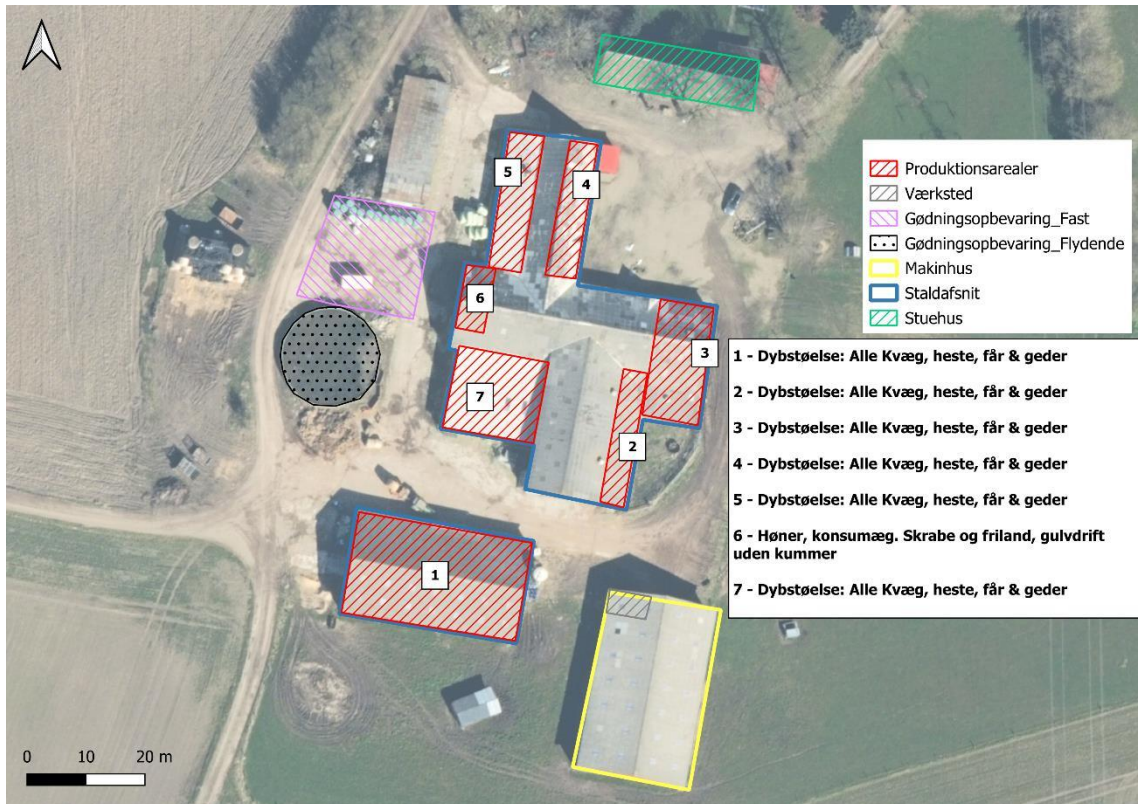 5
4
6
3
7
2
1
Produktionsarealer
Værksted
Gødningsopbevaring_Fast
Gødningsopbevaring_Flydende
Makinhus
Staldafsnit
Stuehus
1 - Dybstøelse: Alle Kvæg, heste, får & geder
2 - Dybstøelse: Alle Kvæg, heste, får & geder
3 - Dybstøelse: Alle Kvæg, heste, får & geder
4 - Dybstøelse: Alle Kvæg, heste, får & geder
5 - Dybstøelse: Alle Kvæg, heste, får & geder
6 - Høner, konsumæg. Skrabe og friland, gulvdrift
uden kummer
7 - Dybstøelse: Alle Kvæg, heste, får & geder
0 10 20 m